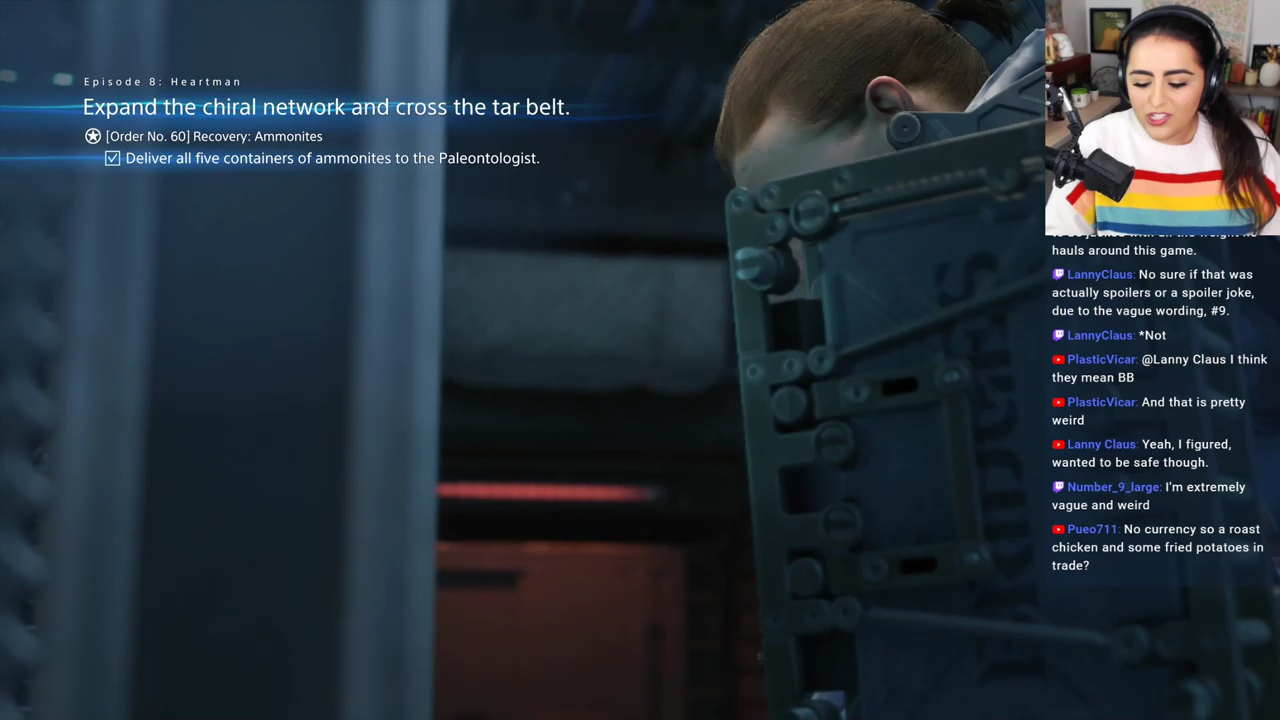 Episode 8: Heartman
Expand the chiral network and cross the tar belt.
[Order No. 60] Recovery: Ammonites
Deliver all five containers of ammonites to the Paleontologist.
hauls around this game.
LannyClaus: No sure if that was
actually spoilers or a spoiler joke,
due to the vague wording, #9.
LannyClaus: *Not
PlasticVicar: @Lanny Claus I think
they mean BB
PlasticVicar: And that is pretty
weird
Lanny Claus: Yeah, I figured,
wanted to be safe though.
Number_9_large: I'm extremely
vague and weird
Pueo711: No currency so a roast
chicken and some fried potatoes in
trade?